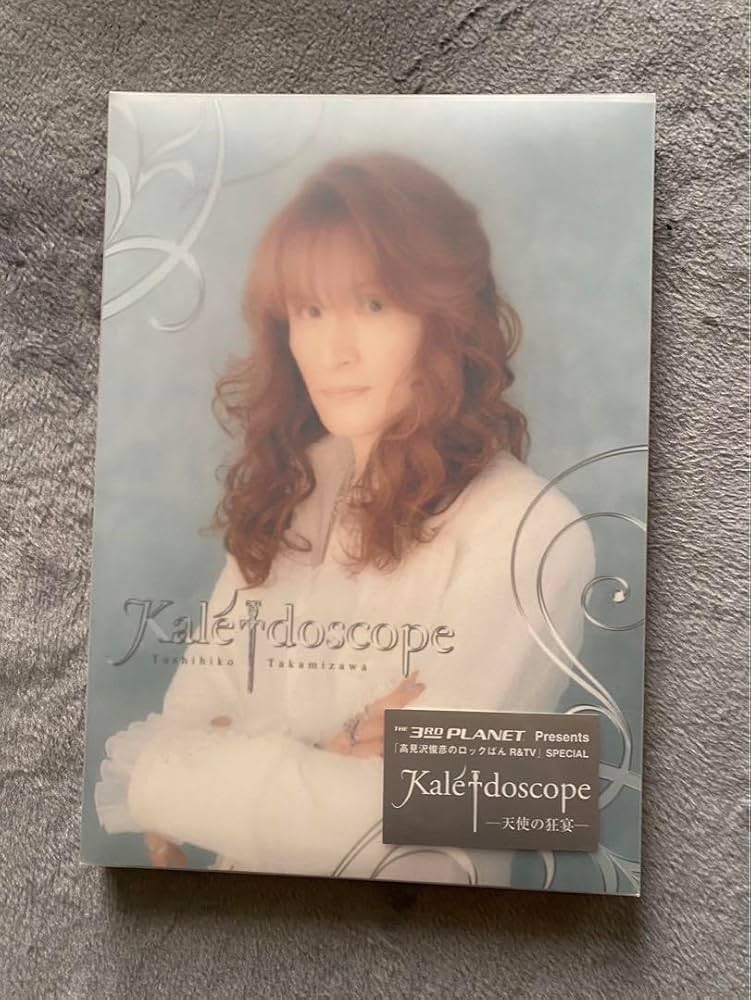 Kaleidoscope
Toshihiko Takamizawa
THE 3RD PLANET Presents
「高見沢俊彦のロックばん R&TV」 SPECIAL
Kaleidoscope
―天使の狂宴―